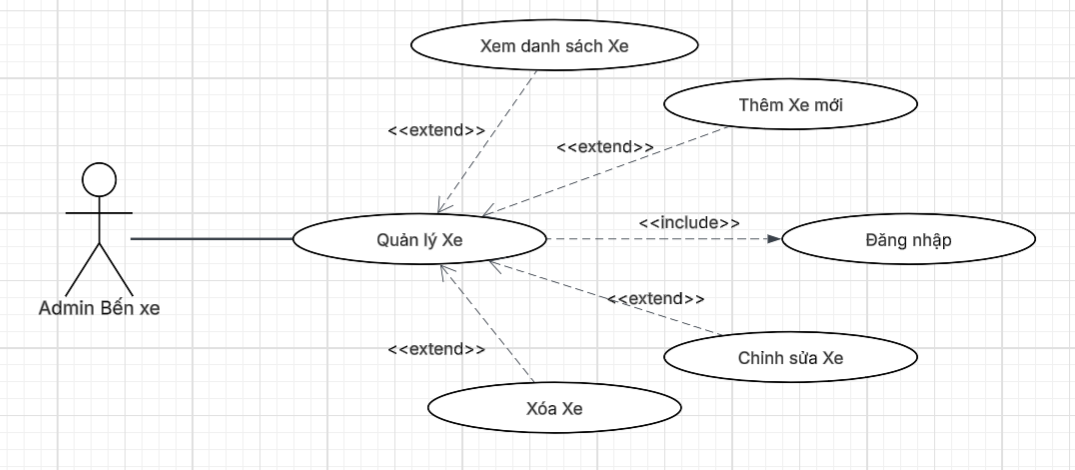 Xem danh sách Xe
Thêm Xe mới
<<extend>>
<<extend>>
<<include>>
Quản lý Xe
Đăng nhập
<<extend>>
Admin Bến xe
<<extend>>
Chỉnh sửa Xe
Xóa Xe